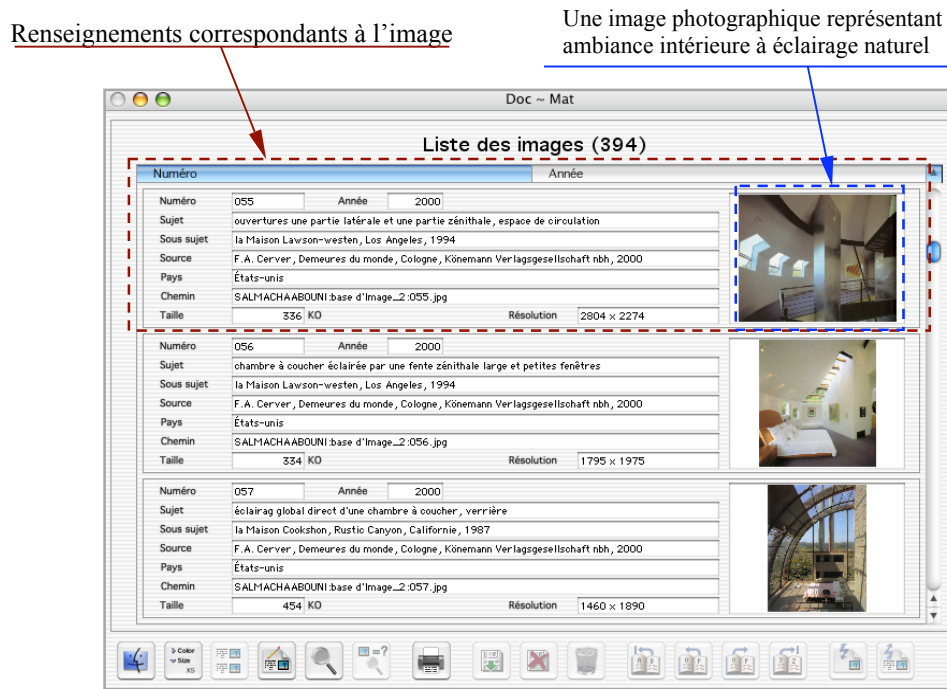 Renseignements correspondants à l’image
Une image photographique représentant
ambiance intérieure à éclairage naturel
Doc ~ Mat
Liste des images (394)
Numéro Année
Numéro 055 Année 2000
Sujet ouvertures une partie latérale et une partie zénithale, espace de circulation
Sous sujet la Maison Lawson-westen, Los Angeles, 1994
Source F.A. Cerver, Demeures du monde, Cologne, Könemann Verlagsgesellschaft nbh, 2000
Pays États-unis
Chemin SALMACHAABOUNI:base d'Image_2:055.jpg
Taille 336 KO Résolution 2804 x 2274
Numéro 056 Année 2000
Sujet chambre à coucher éclairée par une fente zénithale large et petites fenêtres
Sous sujet la Maison Lawson-westen, Los Angeles, 1994
Source F.A. Cerver, Demeures du monde, Cologne, Könemann Verlagsgesellschaft nbh, 2000
Pays États-unis
Chemin SALMACHAABOUNI:base d'Image_2:056.jpg
Taille 334 KO Résolution 1795 x 1975
Numéro 057 Année 2000
Sujet éclairag global direct d'une chambre à coucher, verrière
Sous sujet la Maison Cookshon, Rustic Canyon, Californie, 1987
Source F.A. Cerver, Demeures du monde, Cologne, Könemann Verlagsgesellschaft nbh, 2000
Pays États-unis
Chemin SALMACHAABOUNI:base d'Image_2:057.jpg
Taille 454 KO Résolution 1460 x 1890
Color
Size
XS
=?